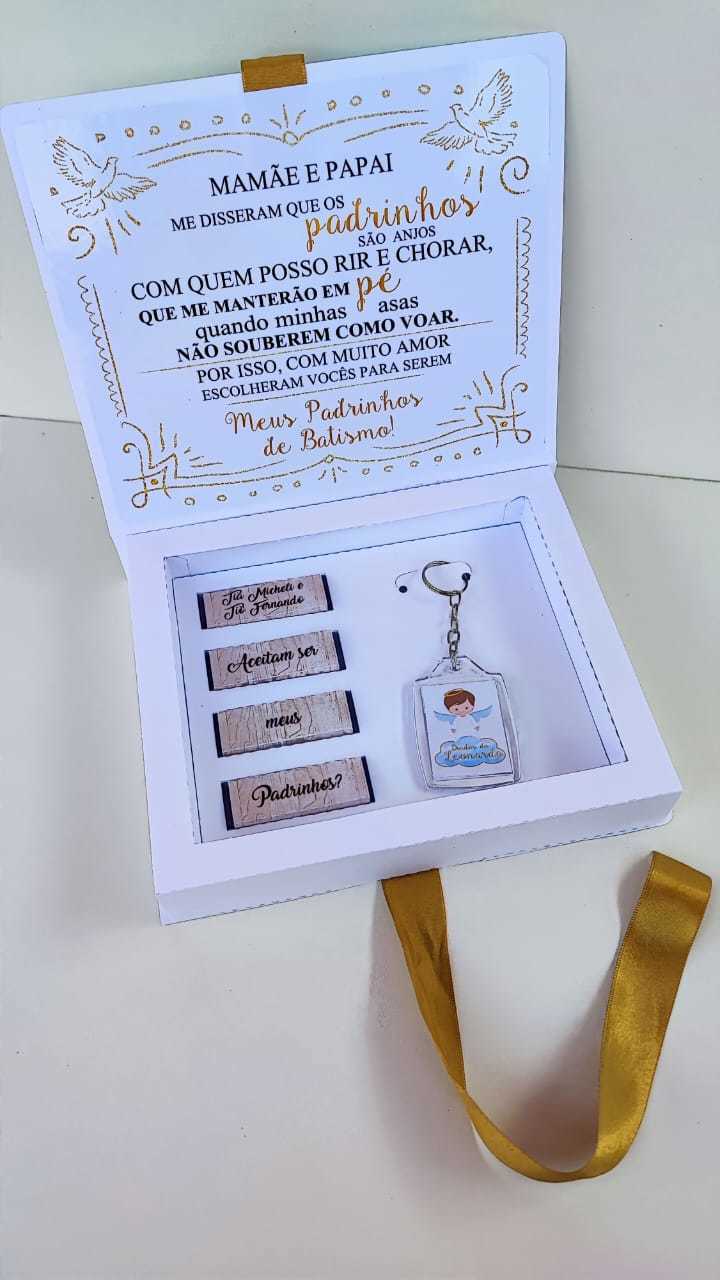 MAMÃE E PAPAI
ME DISSERAM QUE OS padrinhos
SÃO ANJOS
COM QUEM POSSO RIR E CHORAR,
QUE ME MANTERÃO EM pé
quando minhas asas
NÃO SOUBEREM COMO VOAR.
POR ISSO, COM MUITO AMOR
ESCOLHERAM VOCÊS PARA SEREM
Meus Padrinhos
de Batismo!
Tia Micheli e
Tio Fernando
Aceitam ser
meus
Padrinhos?
Dindos do
Leonardo